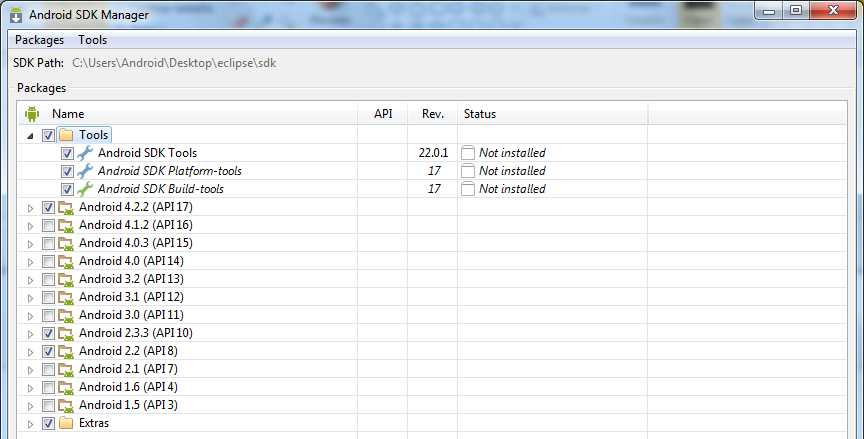 Android SDK Manager
Packages Tools
SDK Path: C:\Users\Android\Desktop\eclipse\sdk
Packages
Name API Rev. Status
Tools
Android SDK Tools 22.0.1 Not installed
Android SDK Platform-tools 17 Not installed
Android SDK Build-tools 17 Not installed
Android 4.2.2 (API 17)
Android 4.1.2 (API 16)
Android 4.0.3 (API 15)
Android 4.0 (API 14)
Android 3.2 (API 13)
Android 3.1 (API 12)
Android 3.0 (API 11)
Android 2.3.3 (API 10)
Android 2.2 (API 8)
Android 2.1 (API 7)
Android 1.6 (API 4)
Android 1.5 (API 3)
Extras